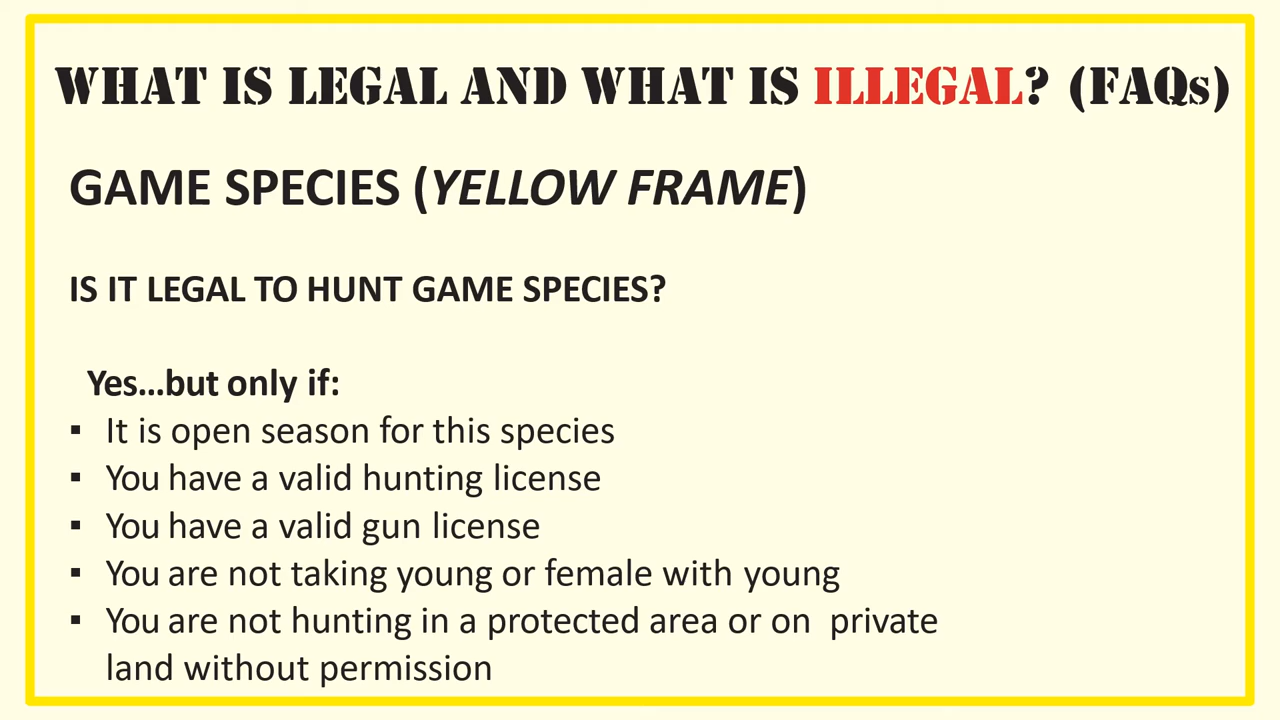 WHAT IS LEGAL AND WHAT IS ILLEGAL? (FAQs)
GAME SPECIES (YELLOW FRAME)
IS IT LEGAL TO HUNT GAME SPECIES?
Yes...but only if:
▪ It is open season for this species
▪ You have a valid hunting license
▪ You have a valid gun license
▪ You are not taking young or female with young
▪ You are not hunting in a protected area or on private
land without permission